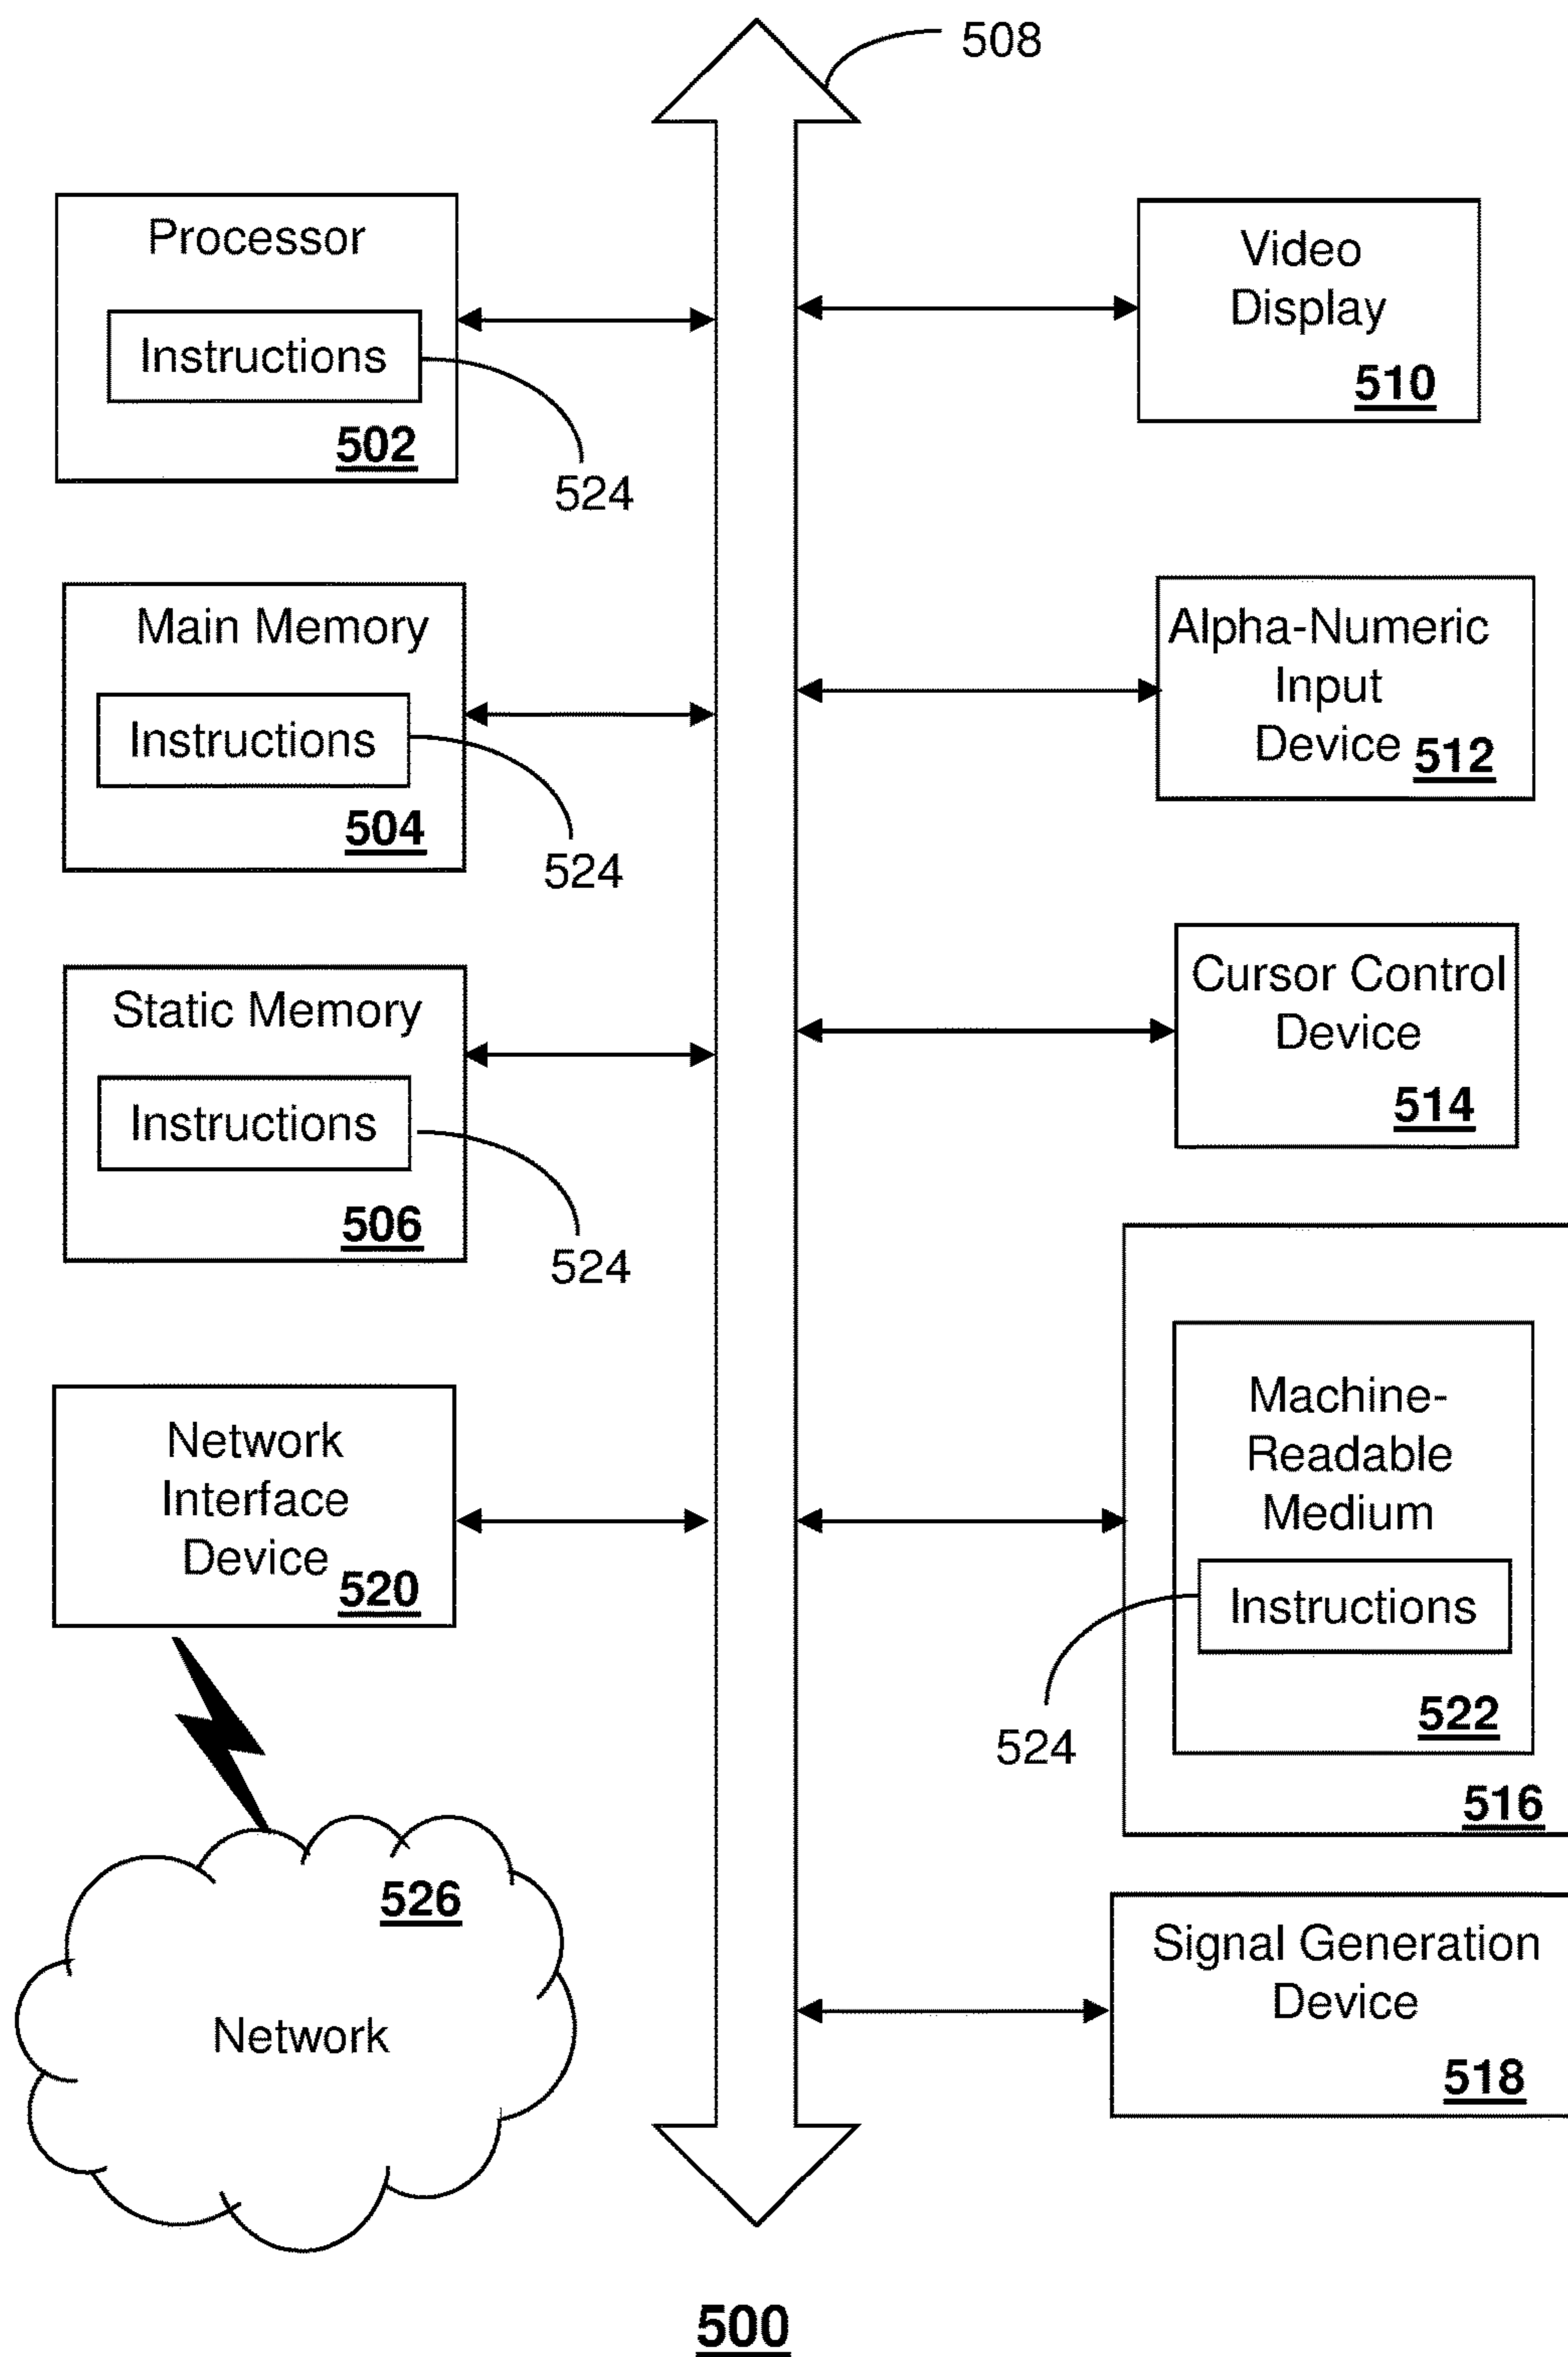 508
Processor
Instructions
502
524
Main Memory
Instructions
504
524
Static Memory
Instructions
506
524
Network
Interface
Device
520
526
Network
Video
Display
510
Alpha-Numeric
Input
Device 512
Cursor Control
Device
514
Machine-
Readable
Medium
Instructions
522
524
516
Signal Generation
Device
518
500